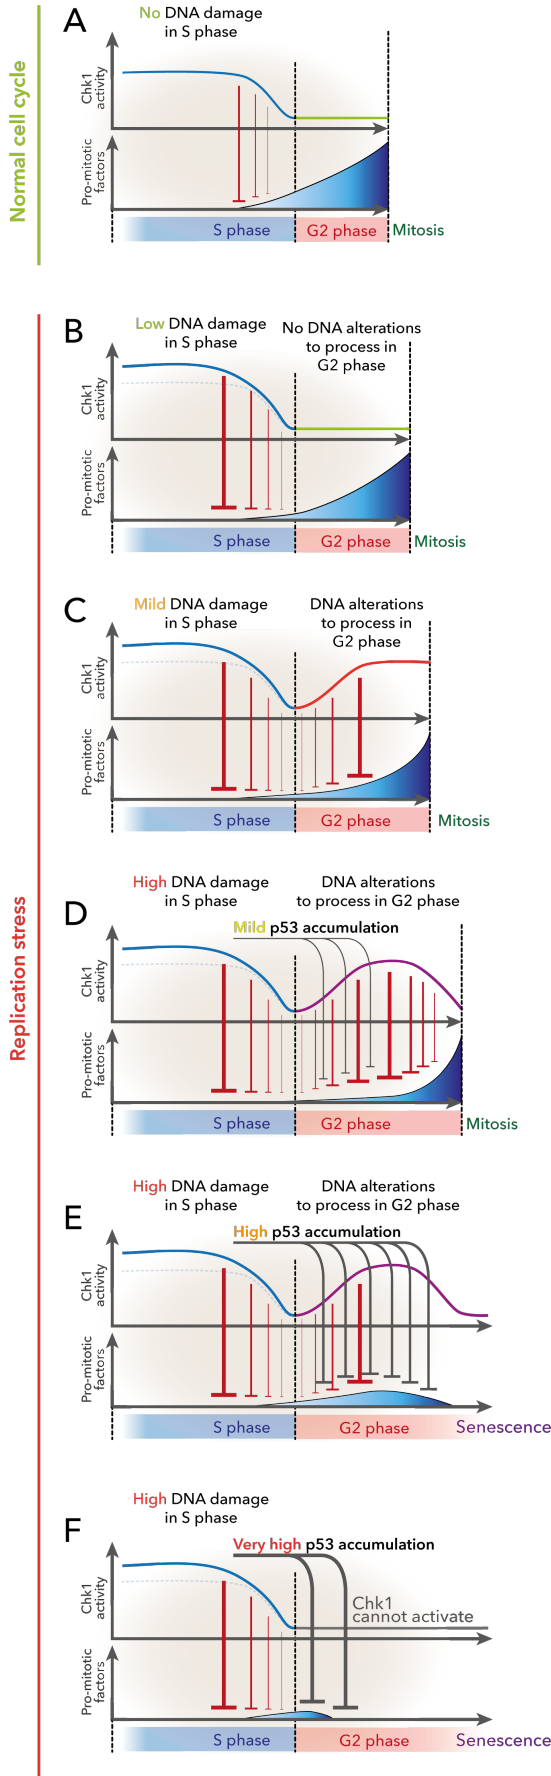 Normal cell cycle
A
No DNA damage
in S phase
Chk1
activity
Pro-mitotic
factors
S phase
G2 phase
Mitosis
Replication stress
B
Low DNA damage
in S phase
No DNA alterations
to process in
G2 phase
Chk1
activity
Pro-mitotic
factors
S phase
G2 phase
Mitosis
C
Mild DNA damage
in S phase
DNA alterations
to process in
G2 phase
Chk1
activity
Pro-mitotic
factors
S phase
G2 phase
Mitosis
D
High DNA damage
in S phase
DNA alterations
to process in G2 phase
Mild p53 accumulation
Chk1
activity
Pro-mitotic
factors
S phase
G2 phase
Mitosis
E
High DNA damage
in S phase
DNA alterations
to process in G2 phase
High p53 accumulation
Chk1
activity
Pro-mitotic
factors
S phase
G2 phase
Senescence
F
High DNA damage
in S phase
Very high p53 accumulation
Chk1
activity
Chk1
cannot activate
Pro-mitotic
factors
S phase
G2 phase
Senescence